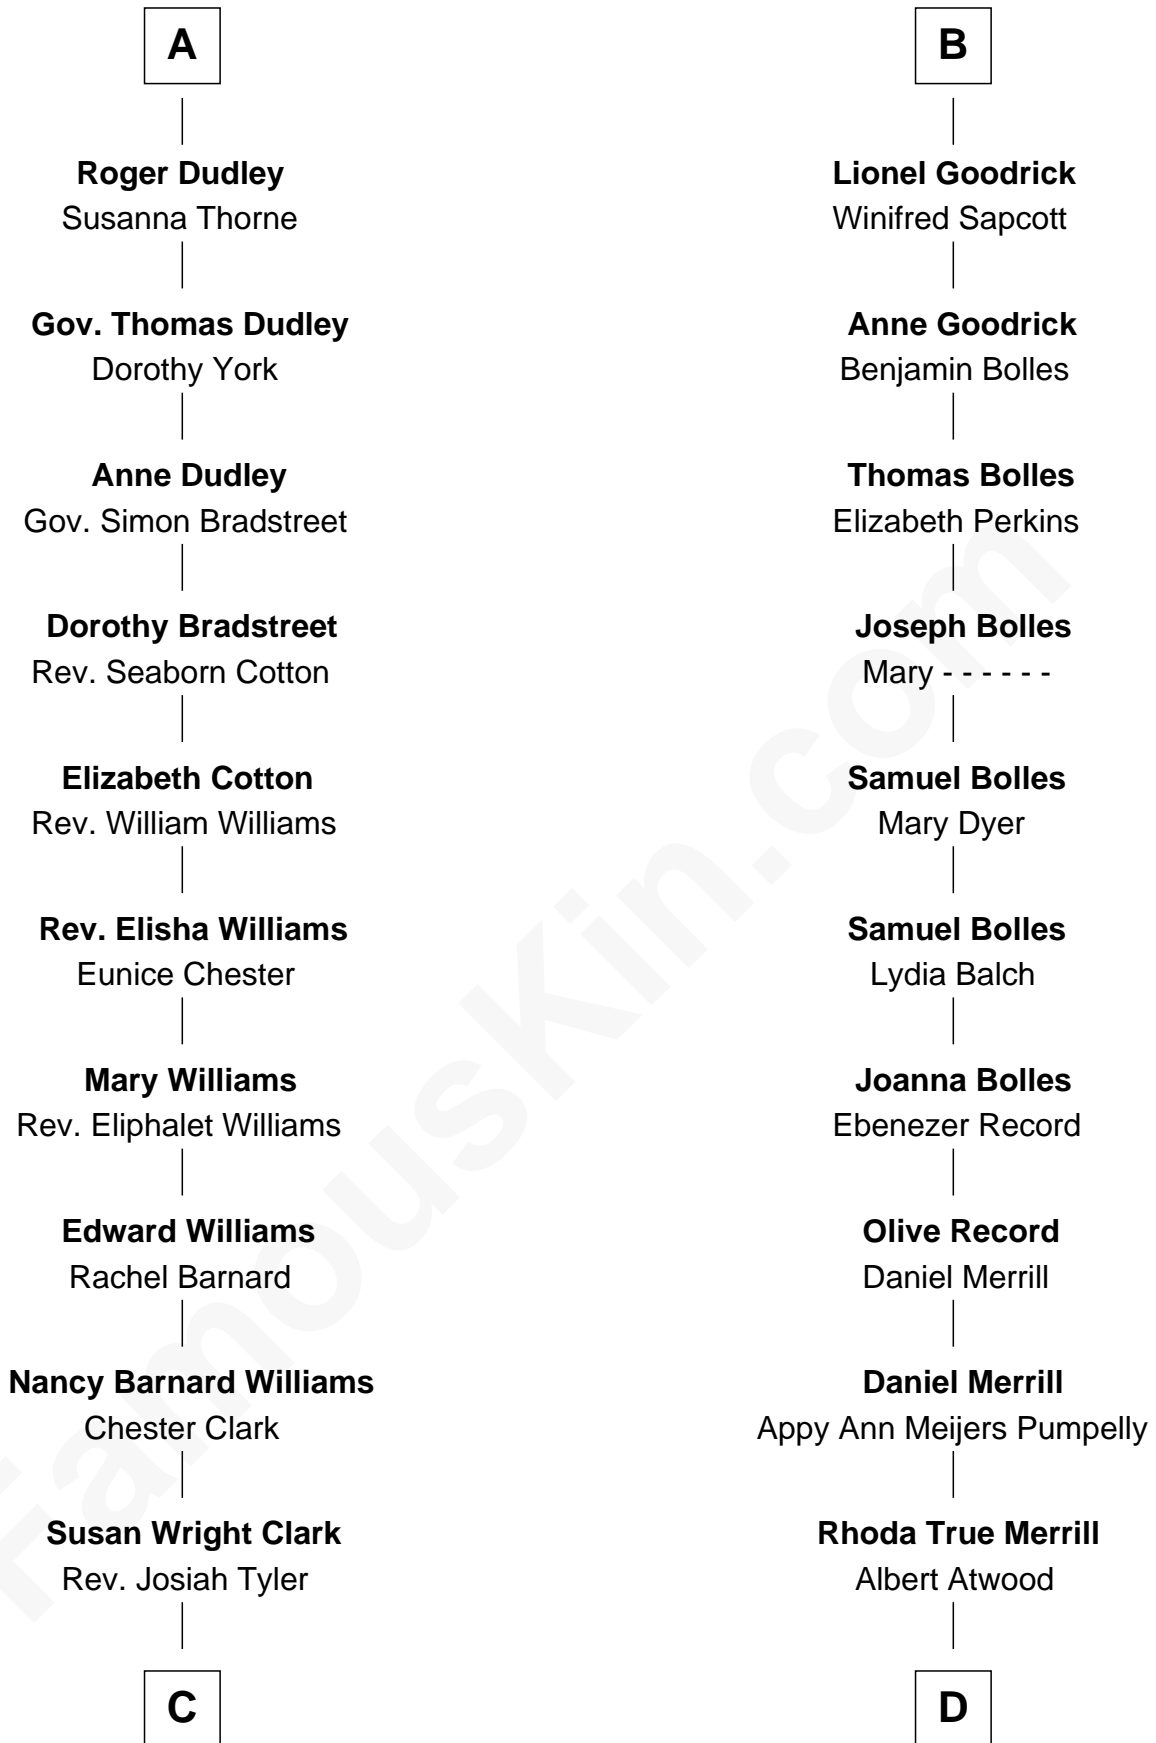 A
Roger Dudley
Susanna Thorne
Gov. Thomas Dudley
Dorothy York
Anne Dudley
Gov. Simon Bradstreet
Dorothy Bradstreet
Rev. Seaborn Cotton
Elizabeth Cotton
Rev. William Williams
Rev. Elisha Williams
Eunice Chester
Mary Williams
Rev. Eliphalet Williams
Edward Williams
Rachel Barnard
Nancy Barnard Williams
Chester Clark
Susan Wright Clark
Rev. Josiah Tyler
C
B
Lionel Goodrick
Winifred Sapcott
Anne Goodrick
Benjamin Bolles
Thomas Bolles
Elizabeth Perkins
Joseph Bolles
Mary - - - - - -
Samuel Bolles
Mary Dyer
Samuel Bolles
Lydia Balch
Joanna Bolles
Ebenezer Record
Olive Record
Daniel Merrill
Daniel Merrill
Appy Ann Meijers Pumpelly
Rhoda True Merrill
Albert Atwood
D
FamousKin.com